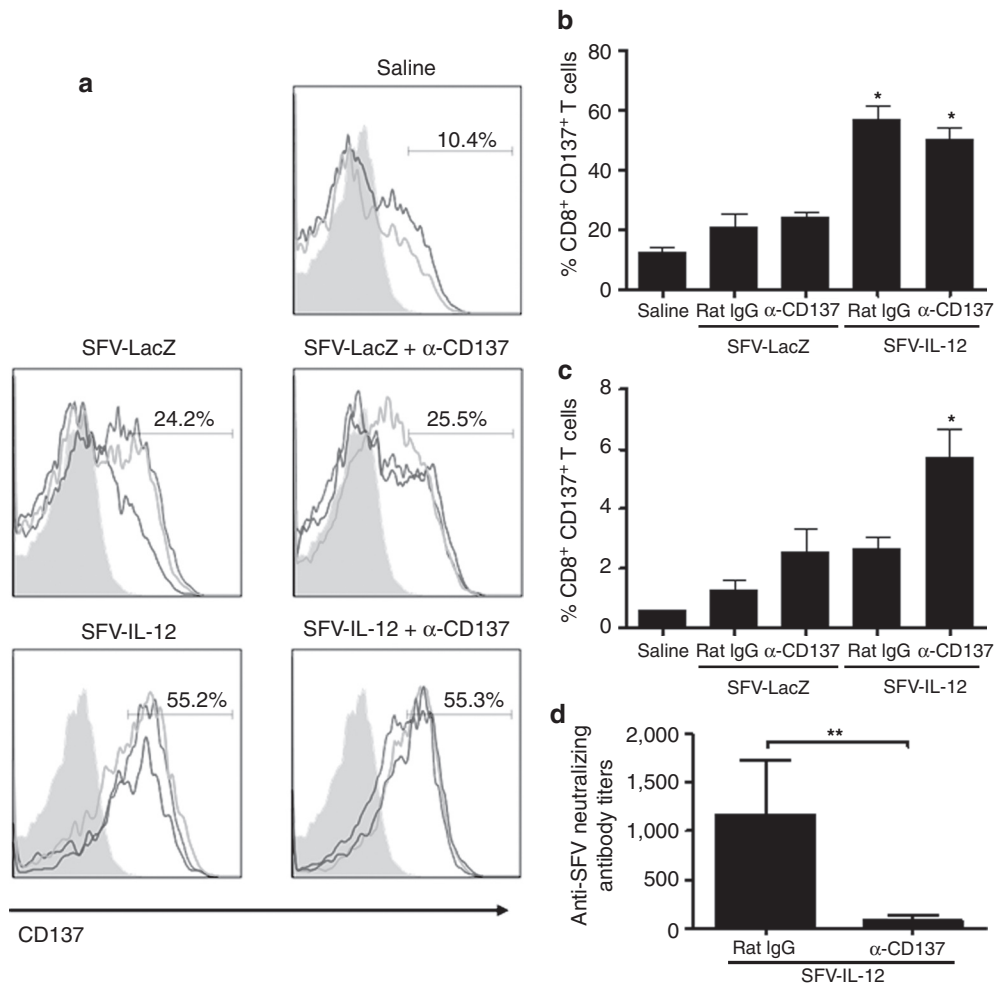 a
Saline
10.4%
SFV-LacZ
24.2%
SFV-LacZ + α-CD137
25.5%
SFV-IL-12
55.2%
SFV-IL-12 + α-CD137
55.3%
CD137
b
% CD8⁺ CD137⁺ T cells
80
60
40
20
0
*
*
Saline Rat IgG α-CD137 Rat IgG α-CD137
SFV-LacZ SFV-IL-12
c
% CD8⁺ CD137⁺ T cells
8
6
4
2
0
*
Saline Rat IgG α-CD137 Rat IgG α-CD137
SFV-LacZ SFV-IL-12
d
Anti-SFV neutralizing
antibody titers
2,000
1,500
1,000
500
0
**
Rat IgG α-CD137
SFV-IL-12